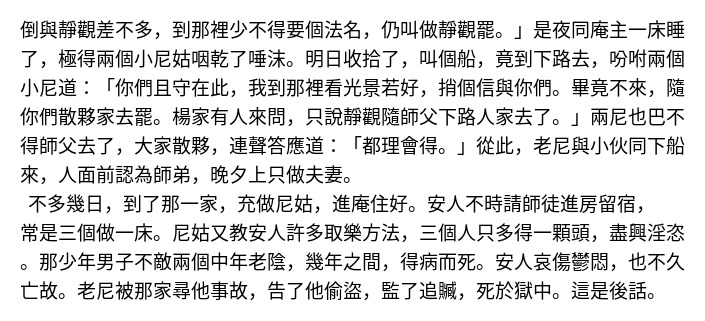 倒與靜觀差不多，到那裡少不得要個法名，仍叫做靜觀罷。」是夜同庵主一床睡
了，極得兩個小尼姑咽乾了唾沫。明日收拾了，叫個船，竟到下路去，吩咐兩個
小尼道：「你們且守在此，我到那裡看光景若好，捎個信與你們。畢竟不來，隨
你們散夥家去罷。楊家有人來問，只說靜觀隨師父下路人家去了。」兩尼也巴不
得師父去了，大家散夥，連聲答應道：「都理會得。」從此，老尼與小伙同下船
來，人面前認為師弟，晚夕上只做夫妻。
不多幾日，到了那一家，充做尼姑，進庵住好。安人不時請師徒進房留宿，
常是三個做一床。尼姑又教安人許多取樂方法，三個人只多得一顆頭，盡興淫恣
。那少年男子不敵兩個中年老陰，幾年之間，得病而死。安人哀傷鬱悶，也不久
亡故。老尼被那家尋他事故，告了他偷盜，監了追贓，死於獄中。這是後話。